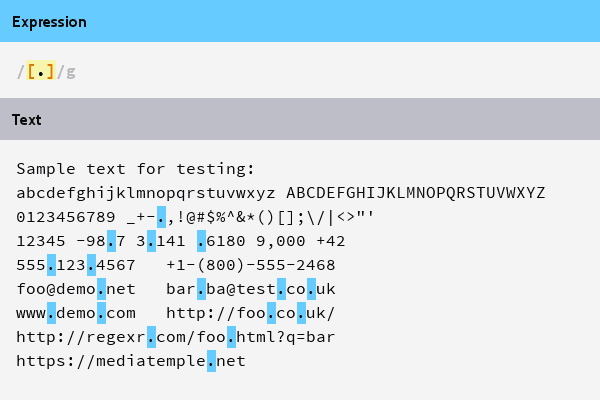 Expression
/[.]/g
Text
Sample text for testing:
abcdefghijklmnopqrstuvwxyz ABCDEFGHIJKLMNOPQRSTUVWXYZ
0123456789 _+-.,!@#$%^&*()[];\/|<>"'
12345 -98.7 3.141 .6180 9,000 +42
555.123.4567   +1-(800)-555-2468
foo@demo.net   bar.ba@test.co.uk
www.demo.com   http://foo.co.uk/
http://regexr.com/foo.html?q=bar
https://mediatemple.net